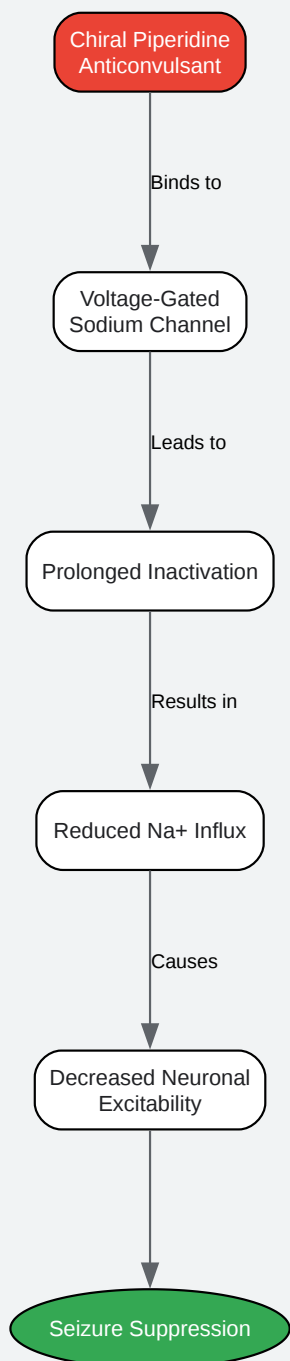 Chiral Piperidine
Anticonvulsant
Binds to
Voltage-Gated
Sodium Channel
Leads to
Prolonged Inactivation
Results in
Reduced Na+ Influx
Causes
Decreased Neuronal
Excitability
Seizure Suppression